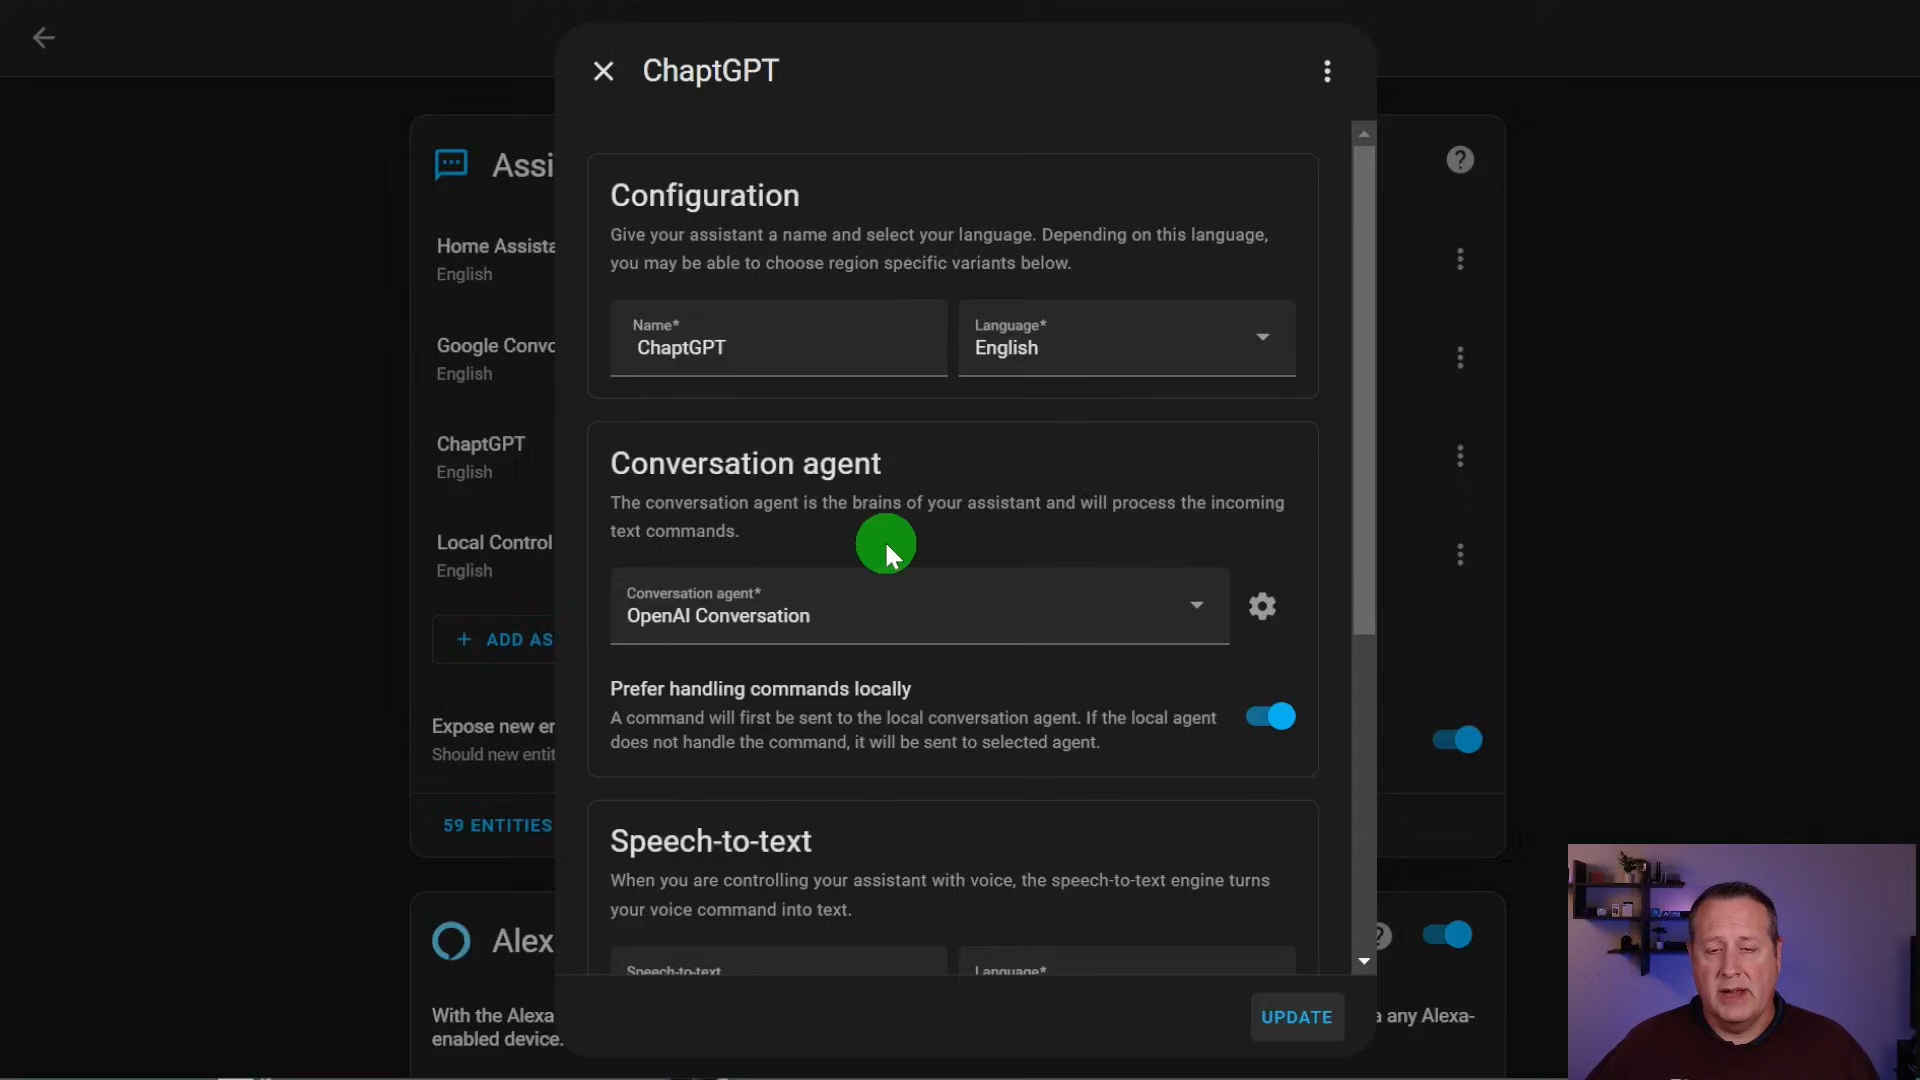 ChaptGPT
Assi
Home Assista
English
Google Convo
English
ChaptGPT
English
Local Control
English
+ ADD AS
Expose new en
Should new entit
59 ENTITIES
Alex
With the Alexa
enabled device.
a any Alexa-
Configuration
Give your assistant a name and select your language. Depending on this language,
you may be able to choose region specific variants below.
Name*
ChaptGPT
Language*
English
Conversation agent
The conversation agent is the brains of your assistant and will process the incoming
text commands.
Conversation agent*
OpenAI Conversation
Prefer handling commands locally
A command will first be sent to the local conversation agent. If the local agent
does not handle the command, it will be sent to selected agent.
Speech-to-text
When you are controlling your assistant with voice, the speech-to-text engine turns
your voice command into text.
Speech-to-text
Language*
UPDATE